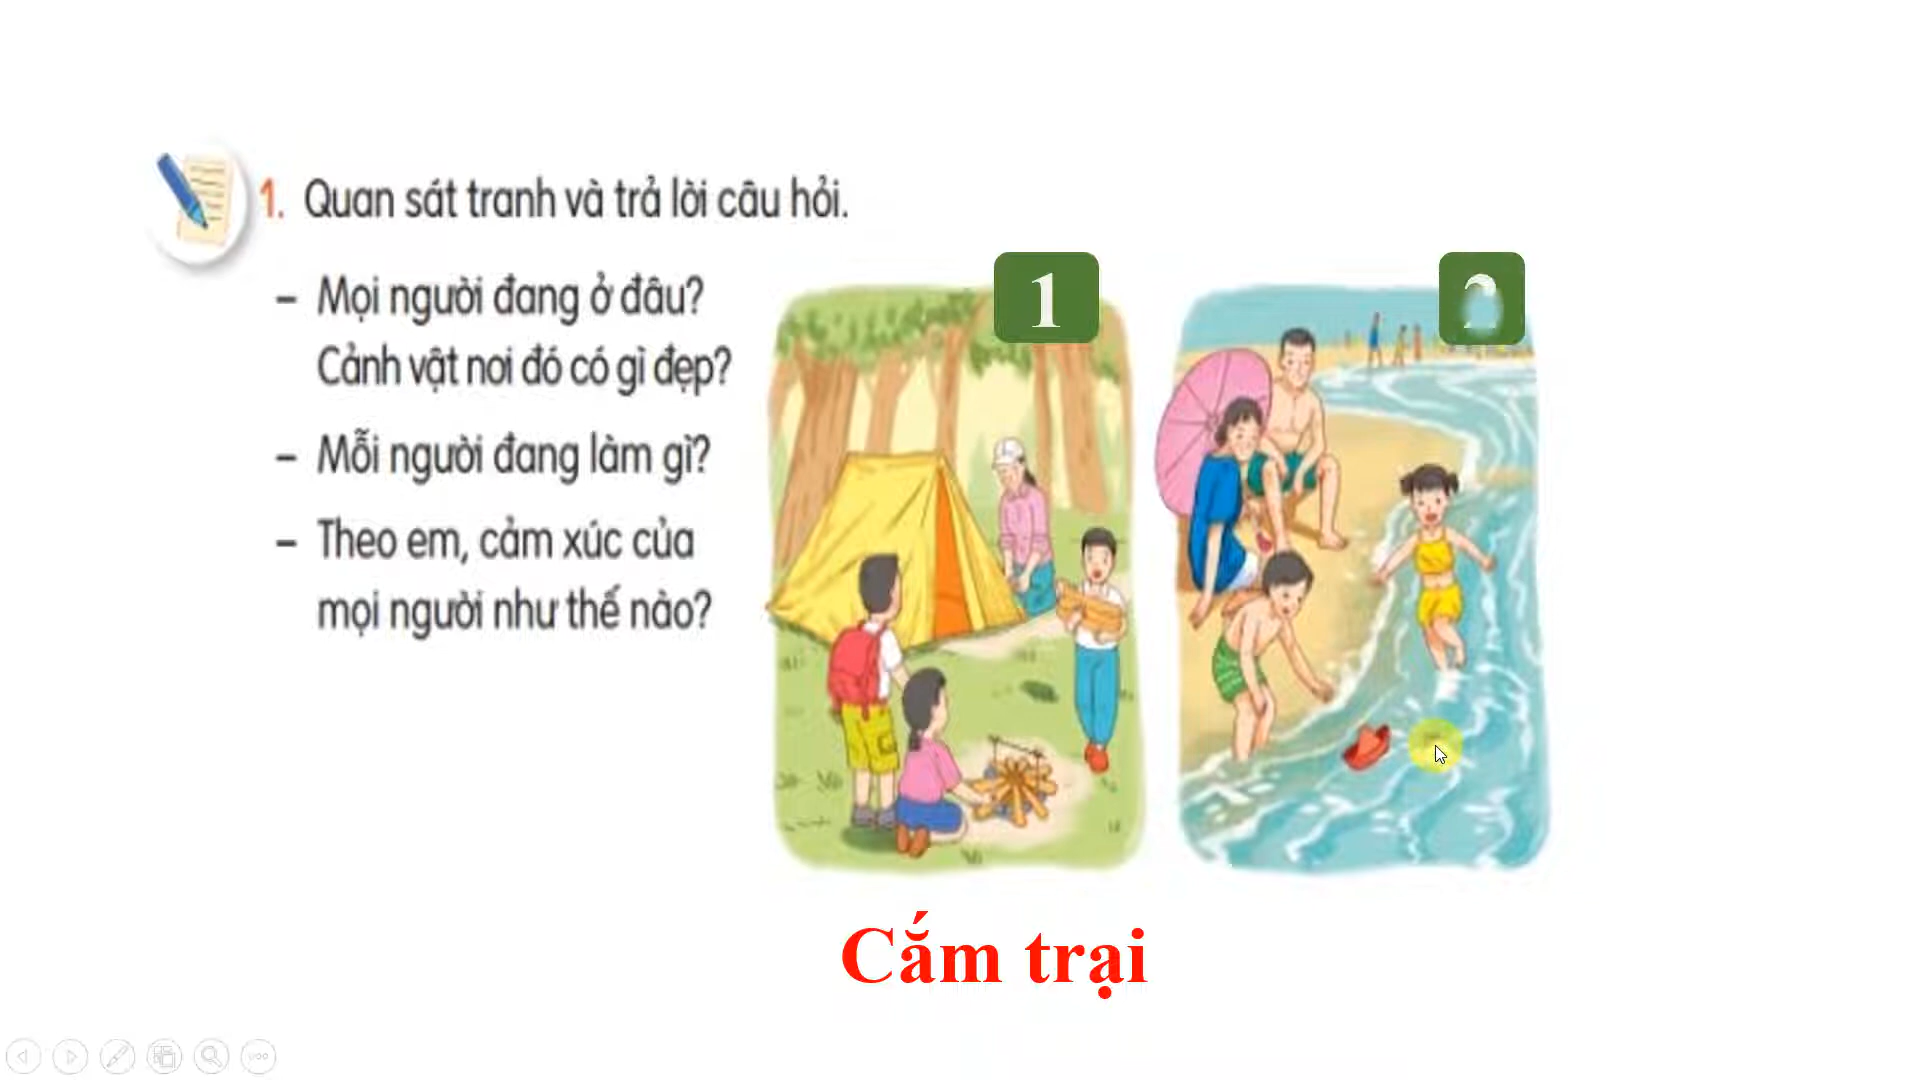 1. Quan sát tranh và trả lời câu hỏi.
– Mọi người đang ở đâu?
Cảnh vật nơi đó có gì đẹp?
– Mỗi người đang làm gì?
– Theo em, cảm xúc của
mọi người như thế nào?
1
2
Cắm trại